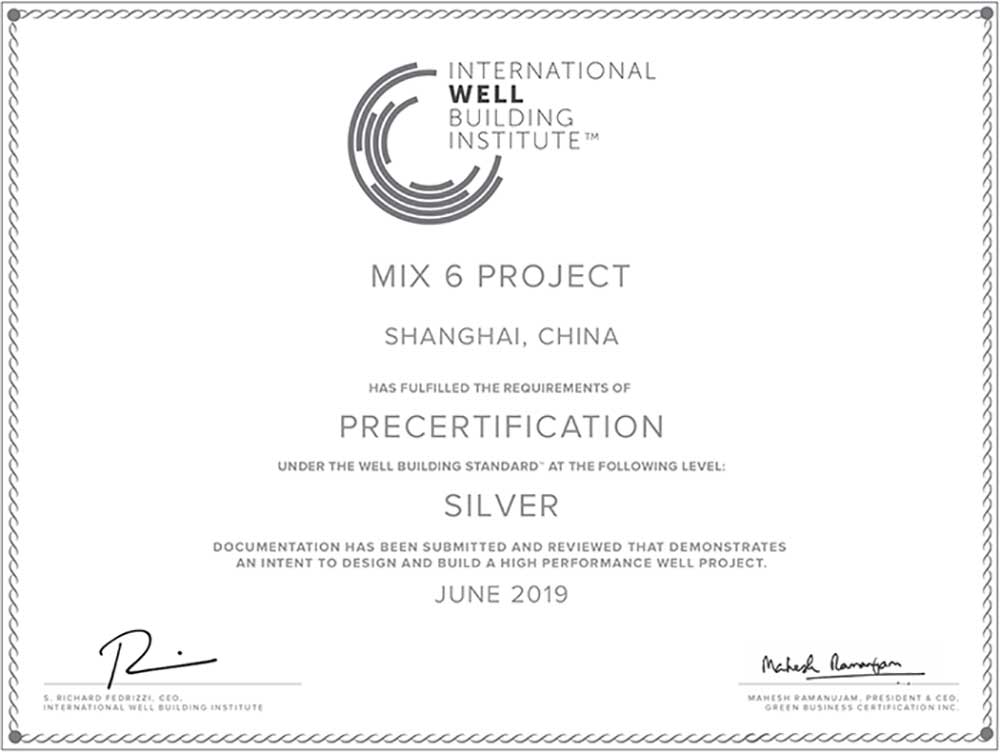 INTERNATIONAL
WELL
BUILDING
INSTITUTE™
MIX 6 PROJECT
SHANGHAI, CHINA
HAS FULFILLED THE REQUIREMENTS OF
PRECERTIFICATION
UNDER THE WELL BUILDING STANDARD™ AT THE FOLLOWING LEVEL:
SILVER
DOCUMENTATION HAS BEEN SUBMITTED AND REVIEWED THAT DEMONSTRATES
AN INTENT TO DESIGN AND BUILD A HIGH PERFORMANCE WELL PROJECT.
JUNE 2019
S. RICHARD FEDRIZZI, CEO,
INTERNATIONAL WELL BUILDING INSTITUTE
Mahesh Ramanujam
MAHESH RAMANUJAM, PRESIDENT & CEO,
GREEN BUSINESS CERTIFICATION INC.